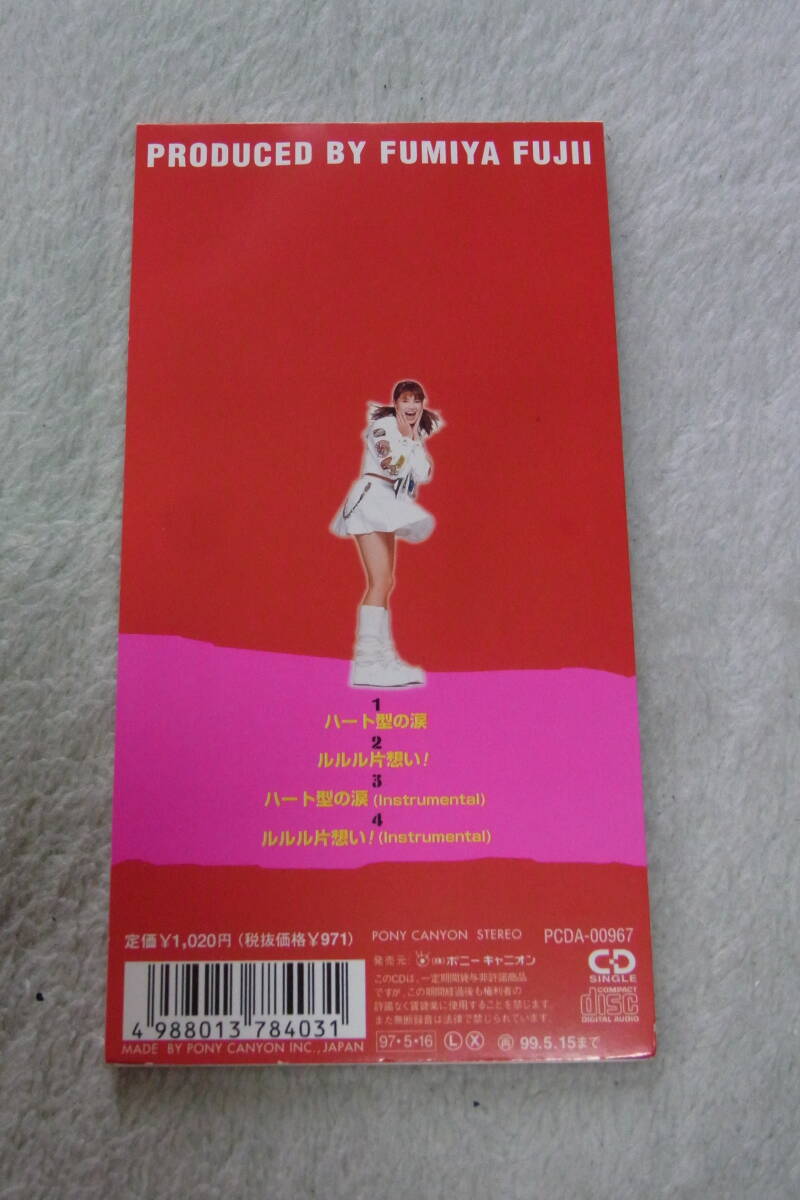 PRODUCED BY FUMIYA FUJII
1
ハート型の涙
2
ルルル片想い!
3
ハート型の涙 (Instrumental)
4
ルルル片想い! (Instrumental)
定価¥1,020円 (税抜価格¥971)
PONY CANYON STEREO
PCDA-00967
発売元: (株)ポニーキャニオン
このCDは、一定期間貸与非許諾商品
ですが、この期間経過後も権利者の
許諾なく賃貸業に使用することを禁じます。
また無断録音は法律で禁じられています。
CD
SINGLE
COMPACT
disc
DIGITAL AUDIO
4 988013 784031
MADE BY PONY CANYON INC., JAPAN
97・5・16 Ⓛ Ⓧ 再 99.5.15まで